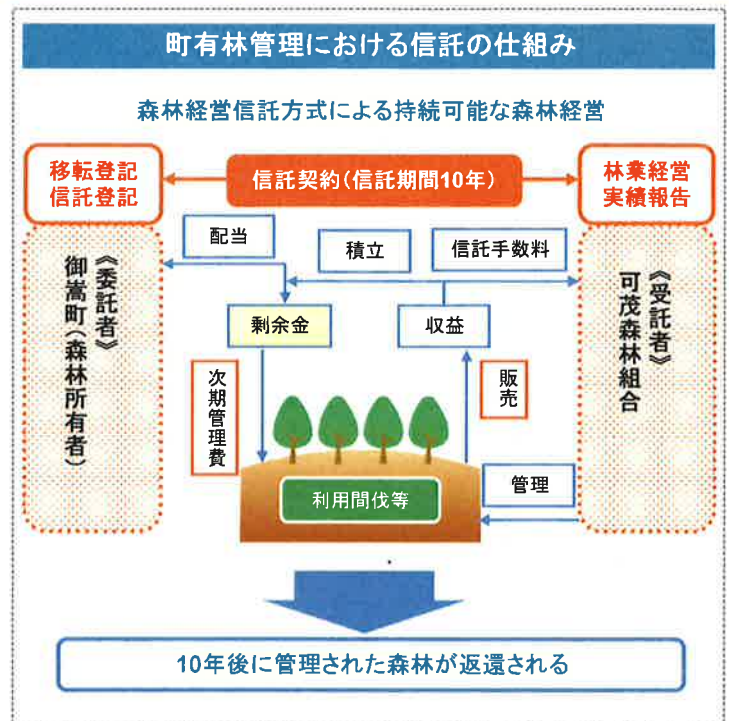 町有林管理における信託の仕組み
森林経営信託方式による持続可能な森林経営
移転登記
信託登記
信託契約(信託期間10年)
林業経営
実績報告
配当
積立
信託手数料
《委託者》
御嵩町(森林所有者)
剰余金
収益
《受託者》
可茂森林組合
次期管理費
販売
利用間伐等
管理
10年後に管理された森林が返還される